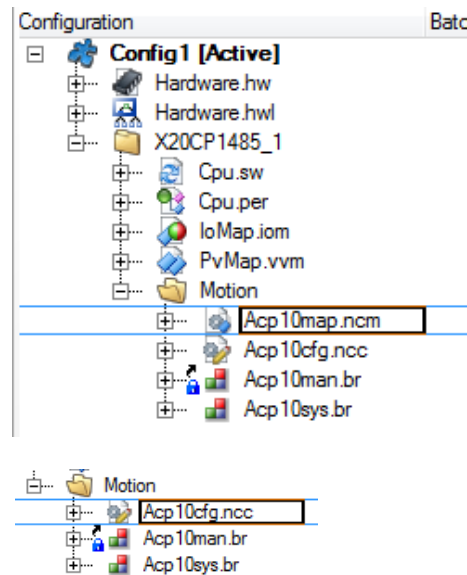 Configuration Batc
Config1 [Active]
Hardware.hw
Hardware.hwl
X20CP1485_1
Cpu.sw
Cpu.per
IoMap.iom
PvMap.vvm
Motion
Acp10map.ncm
Acp10cfg.ncc
Acp10man.br
Acp10sys.br
Motion
Acp10cfg.ncc
Acp10man.br
Acp10sys.br